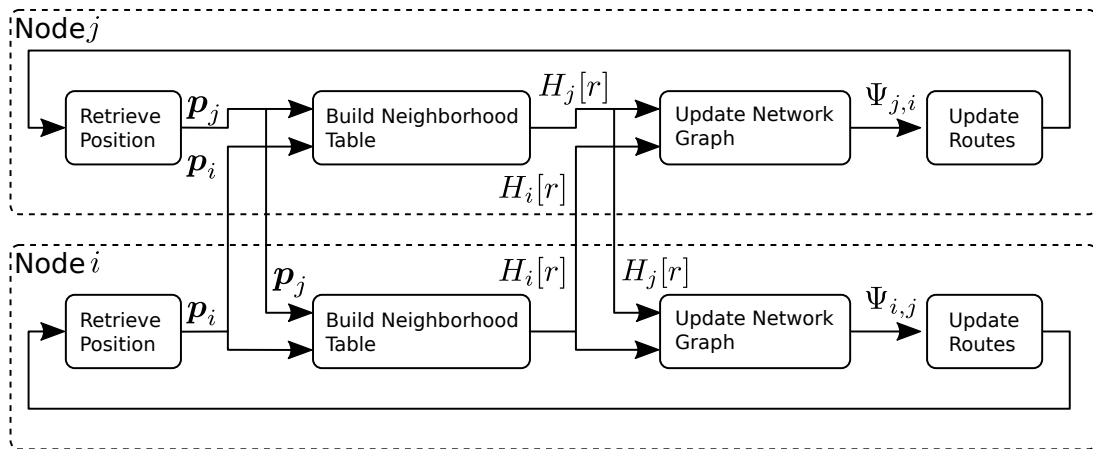 Node j
Retrieve
Position
p_j
p_i
Build Neighborhood
Table
H_j[r]
H_i[r]
Update Network
Graph
Ψ_{j,i}
Update
Routes
Node i
Retrieve
Position
p_i
p_j
Build Neighborhood
Table
H_i[r]
H_j[r]
Update Network
Graph
Ψ_{i,j}
Update
Routes